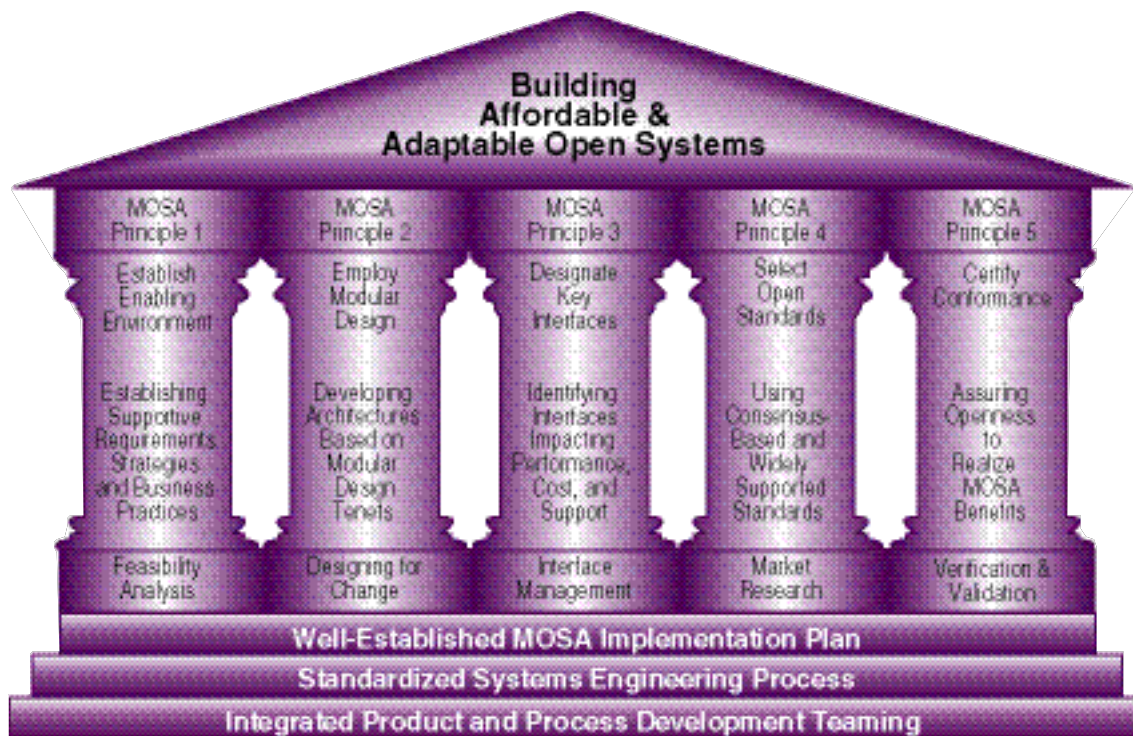 Building
Affordable &
Adaptable Open Systems
MOSA
Principle 1
Establish
Enabling
Environment
Establishing
Supportive
Requirements,
Strategies
and Business
Practices
Feasibility
Analysis
MOSA
Principle 2
Employ
Modular
Design
Developing
Architectures
Based on
Modular
Design
Tenets
Designing for
Change
MOSA
Principle 3
Designate
Key
Interfaces
Identifying
Interfaces
Impacting
Performance,
Cost, and
Support
Interface
Management
MOSA
Principle 4
Select
Open
Standards
Using
Consensus-
Based and
Widely
Supported
Standards
Market
Research
MOSA
Principle 5
Certify
Conformance
Assuring
Openness
to
Realize
MOSA
Benefits
Verification &
Validation
Well-Established MOSA Implementation Plan
Standardized Systems Engineering Process
Integrated Product and Process Development Teaming